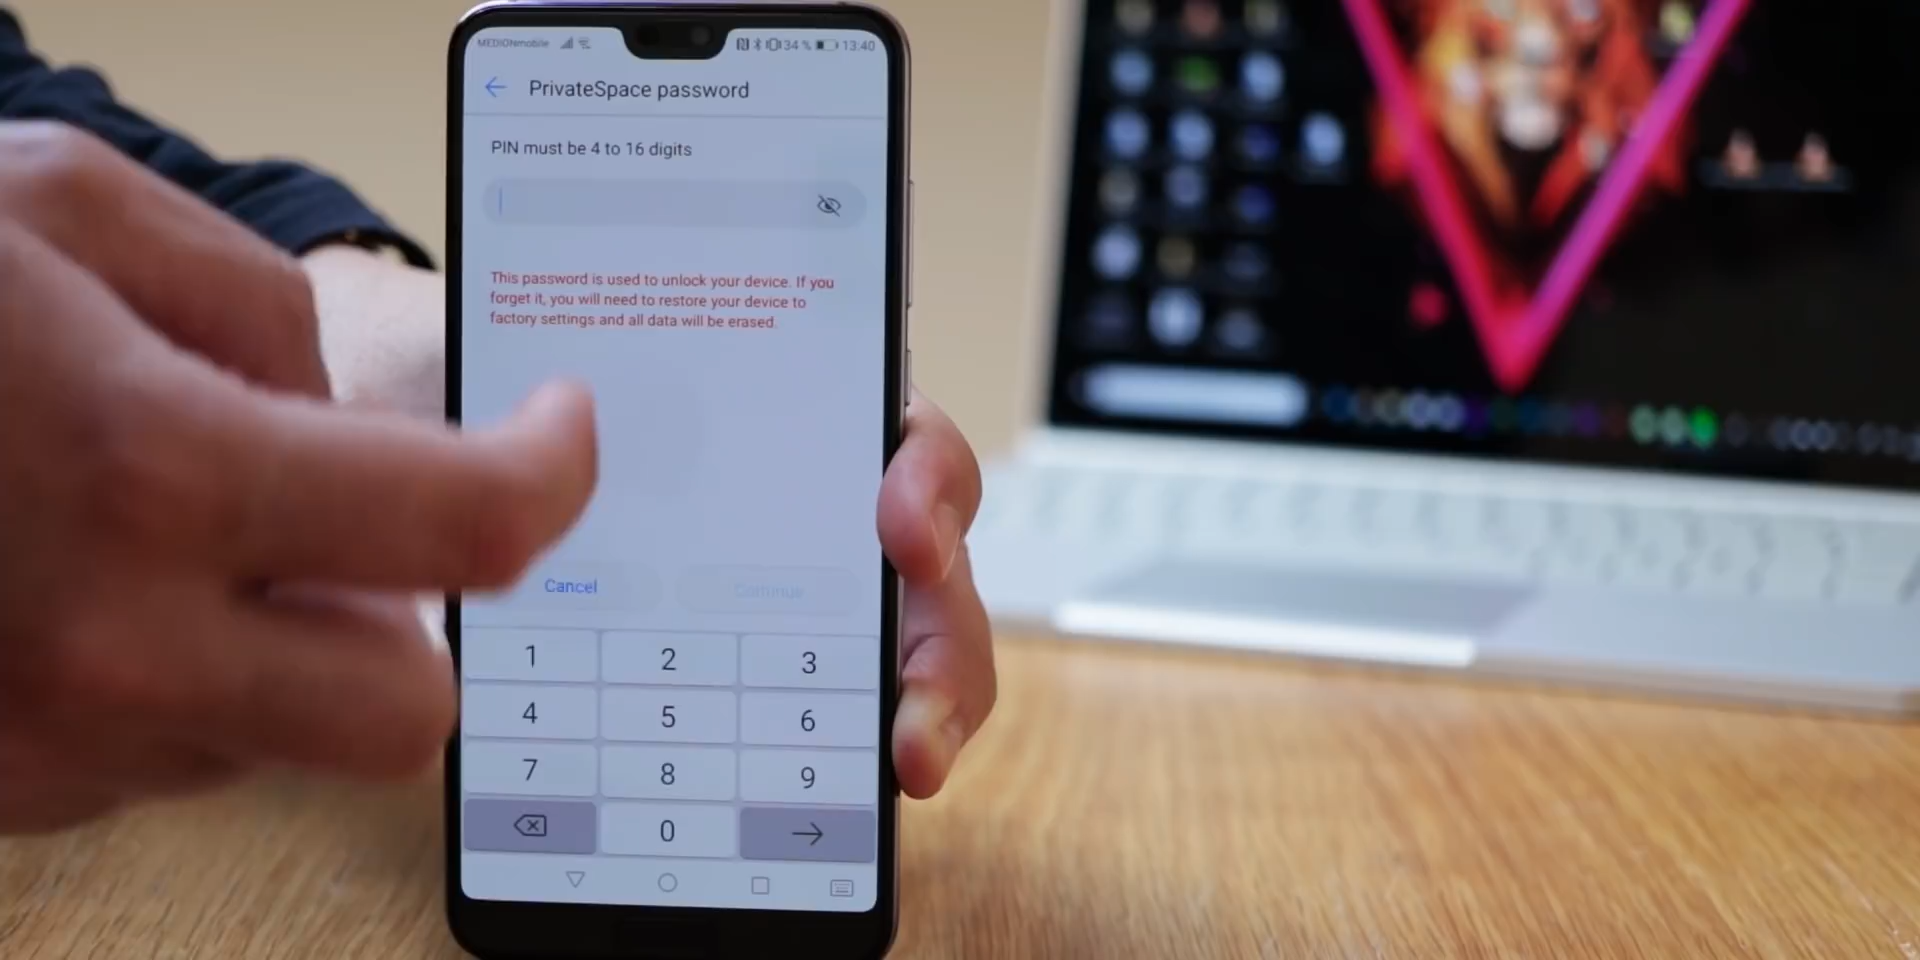 MEDIONmobile 34 % 13:40
PrivateSpace password
PIN must be 4 to 16 digits
This password is used to unlock your device. If you
forget it, you will need to restore your device to
factory settings and all data will be erased.
Cancel Continue
1 2 3
4 5 6
7 8 9
0